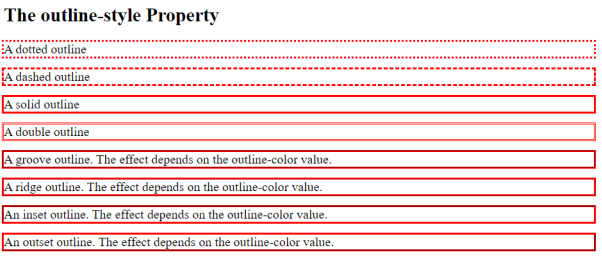 The outline-style Property
A dotted outline
A dashed outline
A solid outline
A double outline
A groove outline. The effect depends on the outline-color value.
A ridge outline. The effect depends on the outline-color value.
An inset outline. The effect depends on the outline-color value.
An outset outline. The effect depends on the outline-color value.